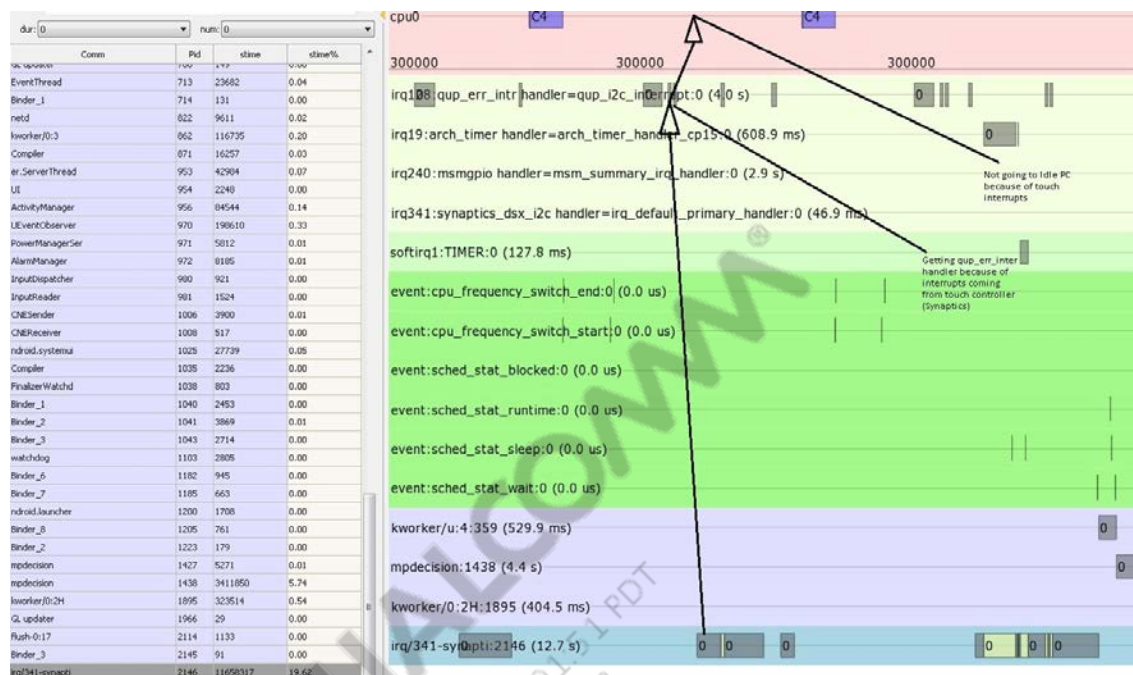 dur: 0 num: 0
Comm Pid stime stime%
EventThread 713 23682 0.04
Binder_1 714 131 0.00
netd 822 9611 0.02
kworker/0:3 862 116735 0.20
Compiler 871 16257 0.03
er.ServerThread 953 42984 0.07
UI 954 2248 0.00
ActivityManager 956 84544 0.14
UEventObserver 970 198610 0.33
PowerManagerSer 971 5812 0.01
AlarmManager 972 8185 0.01
InputDispatcher 980 921 0.00
InputReader 981 1524 0.00
CNESender 1006 3900 0.01
CNEReceiver 1008 517 0.00
ndroid.systemui 1025 27739 0.05
Compiler 1035 2236 0.00
FinalizerWatchd 1038 803 0.00
Binder_1 1040 2453 0.00
Binder_2 1041 3869 0.01
Binder_3 1043 2714 0.00
watchdog 1103 2805 0.00
Binder_6 1182 945 0.00
Binder_7 1185 663 0.00
ndroid.launcher 1200 1708 0.00
Binder_8 1205 761 0.00
Binder_2 1223 179 0.00
mpdecision 1427 5271 0.01
mpdecision 1438 3411850 5.74
kworker/0:2H 1895 323514 0.54
GL updater 1966 29 0.00
flush-0:17 2114 1133 0.00
Binder_3 2145 91 0.00
irq/341-synapti 2146 11658317 19.62
cpu0 C4 C4
300000 300000 300000
irq108:qup_err_intr handler=qup_i2c_interrupt:0 (4.0 s)
0 0 0
irq19:arch_timer handler=arch_timer_handler_cp15:0 (608.9 ms)
0
irq240:msmgpio handler=msm_summary_irq_handler:0 (2.9 s)
Not going to Idle PC
because of touch
interrupts
irq341:synaptics_dsx_i2c handler=irq_default_primary_handler:0 (46.9 ms)
softirq1:TIMER:0 (127.8 ms)
Getting qup_err_inter
handler because of
interrupts coming
from touch controller
(Synaptics)
event:cpu_frequency_switch_end:0 (0.0 us)
event:cpu_frequency_switch_start:0 (0.0 us)
event:sched_stat_blocked:0 (0.0 us)
event:sched_stat_runtime:0 (0.0 us)
event:sched_stat_sleep:0 (0.0 us)
event:sched_stat_wait:0 (0.0 us)
kworker/u:4:359 (529.9 ms)
0
mpdecision:1438 (4.4 s)
0
kworker/0:2H:1895 (404.5 ms)
irq/341-synapti:2146 (12.7 s)
0 0 0 0 0 0 0
QUALCOMM®
PDT